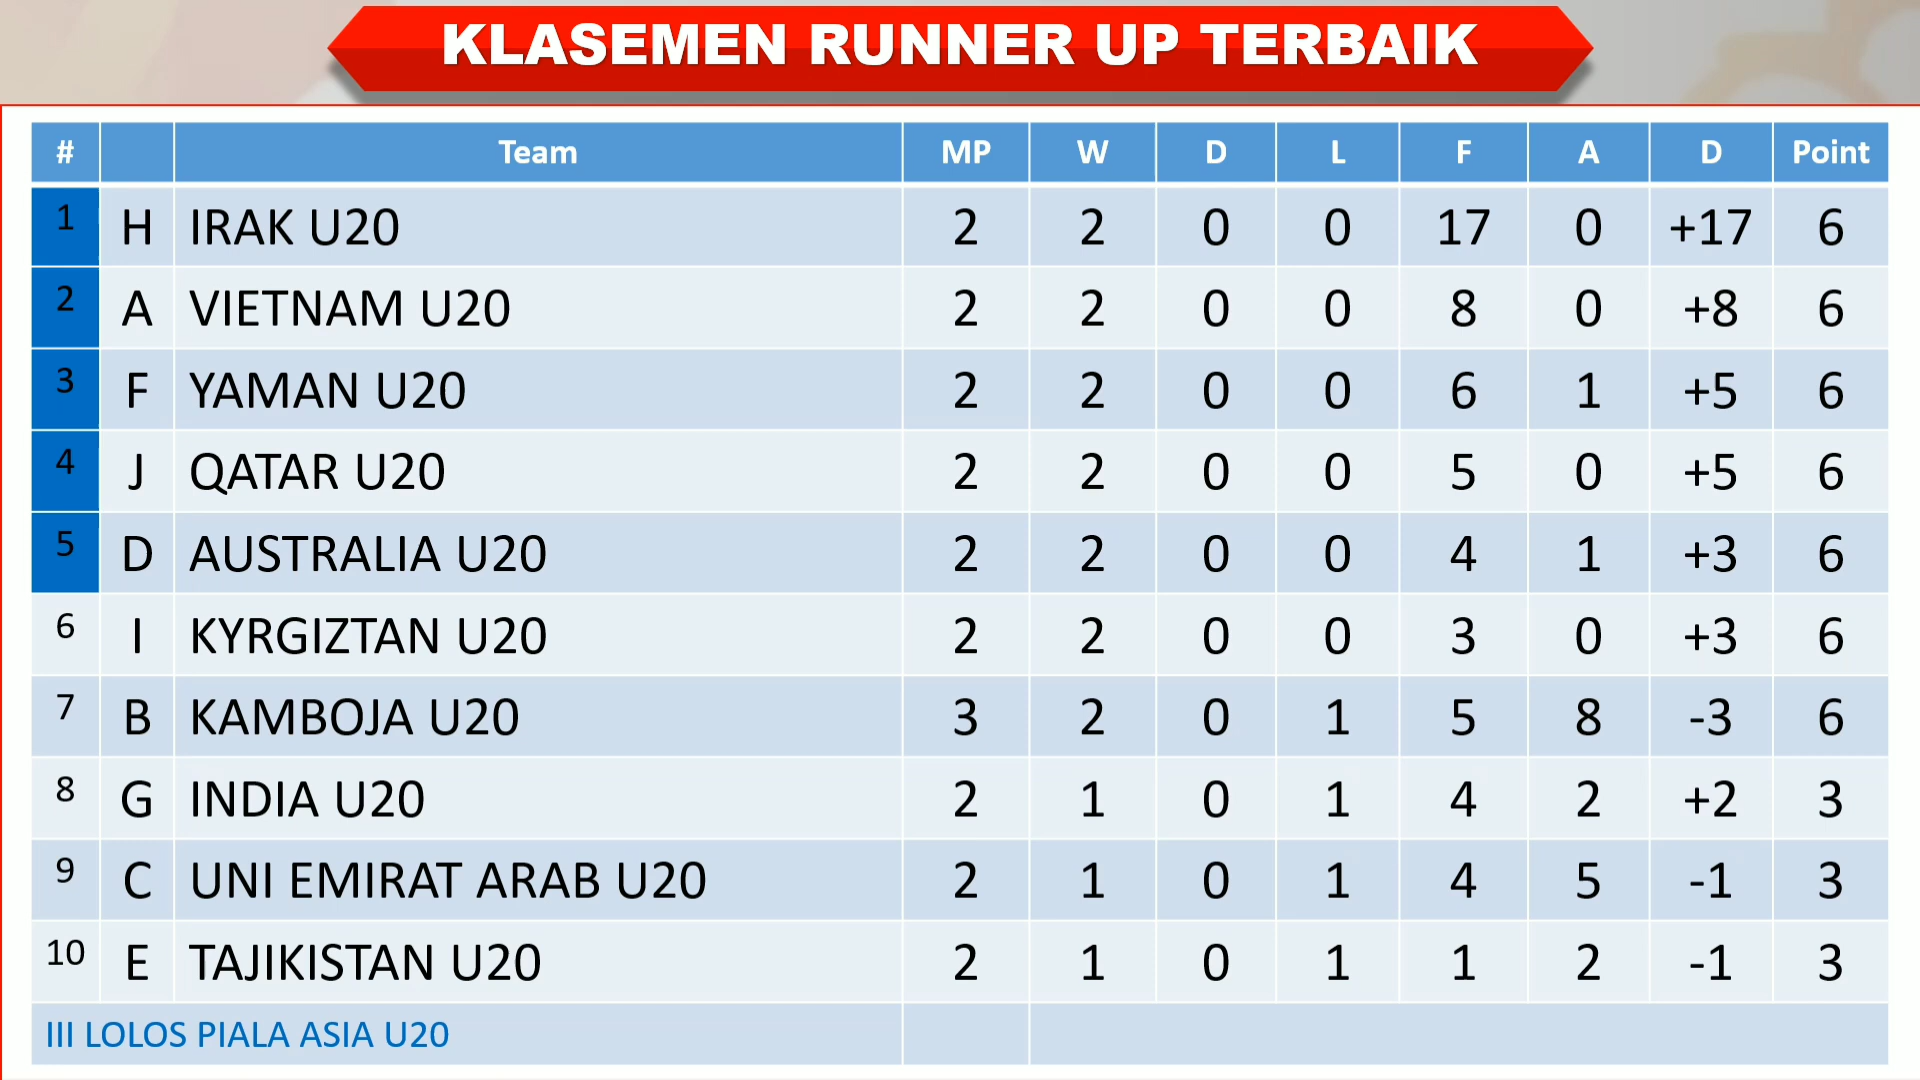 KLASEMEN RUNNER UP TERBAIK
# Team MP W D L F A D Point
1 H IRAK U20 2 2 0 0 17 0 +17 6
2 A VIETNAM U20 2 2 0 0 8 0 +8 6
3 F YAMAN U20 2 2 0 0 6 1 +5 6
4 J QATAR U20 2 2 0 0 5 0 +5 6
5 D AUSTRALIA U20 2 2 0 0 4 1 +3 6
6 I KYRGIZTAN U20 2 2 0 0 3 0 +3 6
7 B KAMBOJA U20 3 2 0 1 5 8 -3 6
8 G INDIA U20 2 1 0 1 4 2 +2 3
9 C UNI EMIRAT ARAB U20 2 1 0 1 4 5 -1 3
10 E TAJIKISTAN U20 2 1 0 1 1 2 -1 3
III LOLOS PIALA ASIA U20